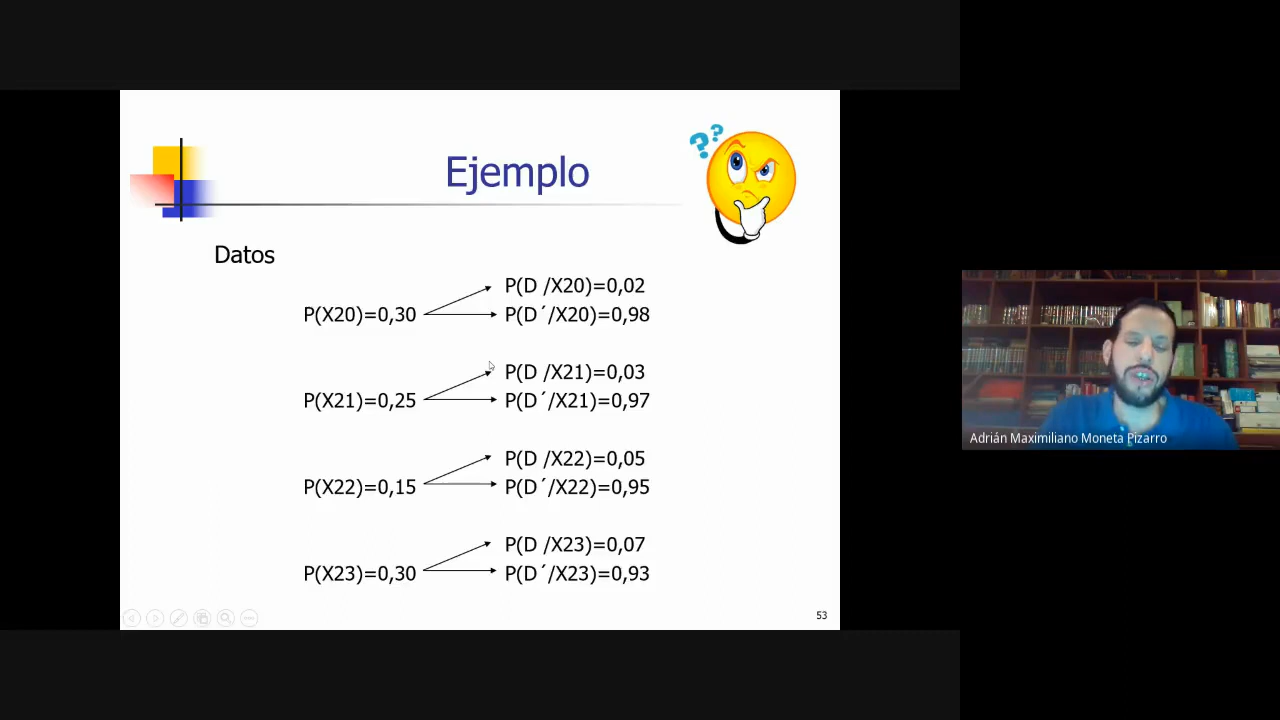 Ejemplo
??
Datos
P(X20)=0,30
P(D /X20)=0,02
P(D´/X20)=0,98
P(X21)=0,25
P(D /X21)=0,03
P(D´/X21)=0,97
P(X22)=0,15
P(D /X22)=0,05
P(D´/X22)=0,95
P(X23)=0,30
P(D /X23)=0,07
P(D´/X23)=0,93
53
Adrián Maximiliano Moneta Pizarro